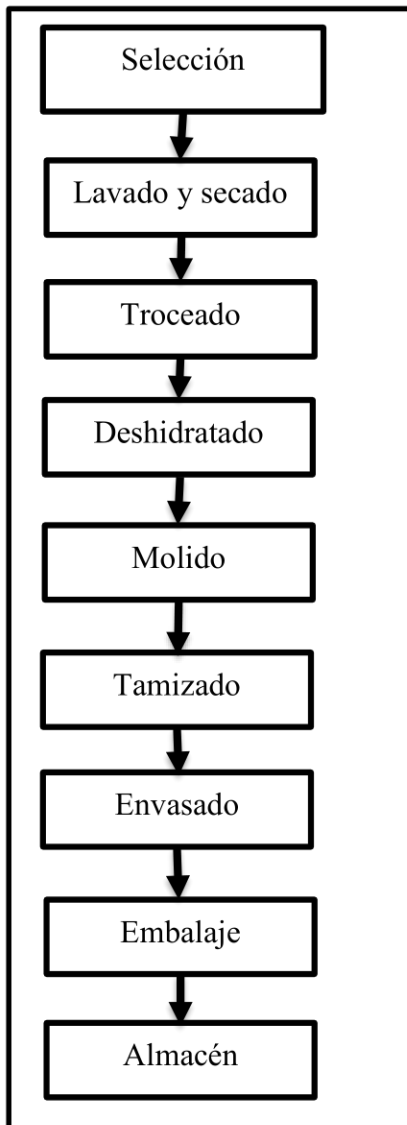 Selección
Lavado y secado
Troceado
Deshidratado
Molido
Tamizado
Envasado
Embalaje
Almacén